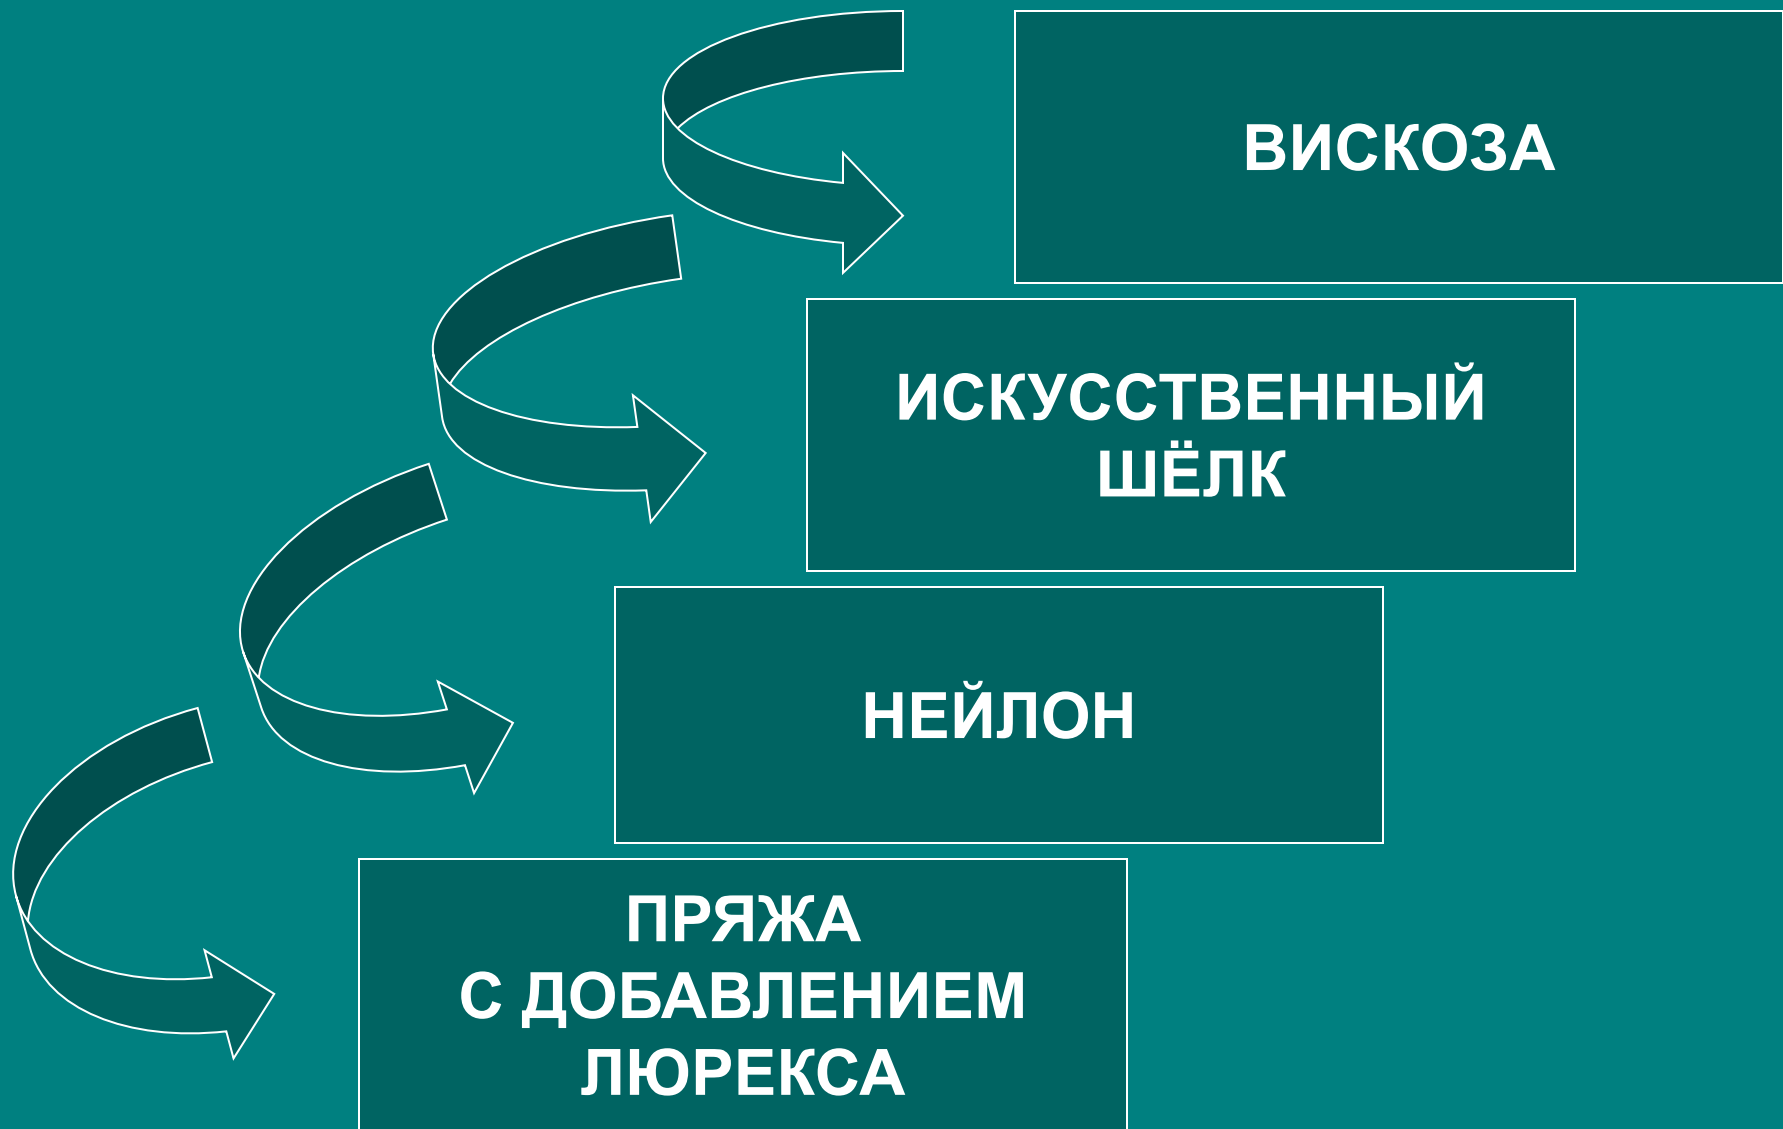 ВИСКОЗА
ИСКУССТВЕННЫЙ
ШЁЛК
НЕЙЛОН
ПРЯЖА
С ДОБАВЛЕНИЕМ
ЛЮРЕКСА